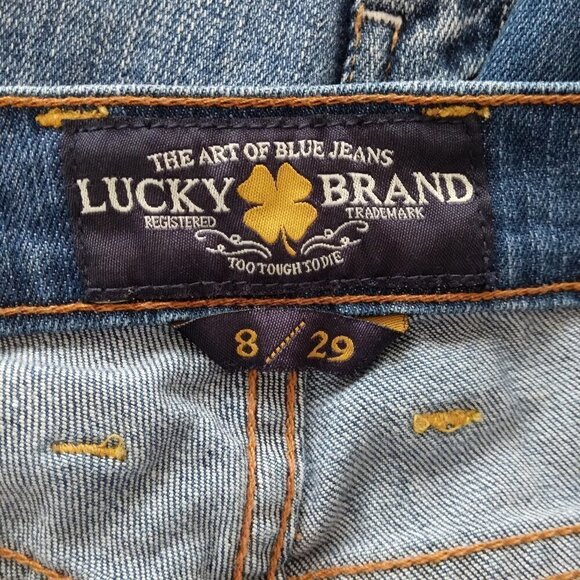 THE ART OF BLUE JEANS
LUCKY BRAND
REGISTERED TRADEMARK
TOO TOUGH TO DIE
8/29